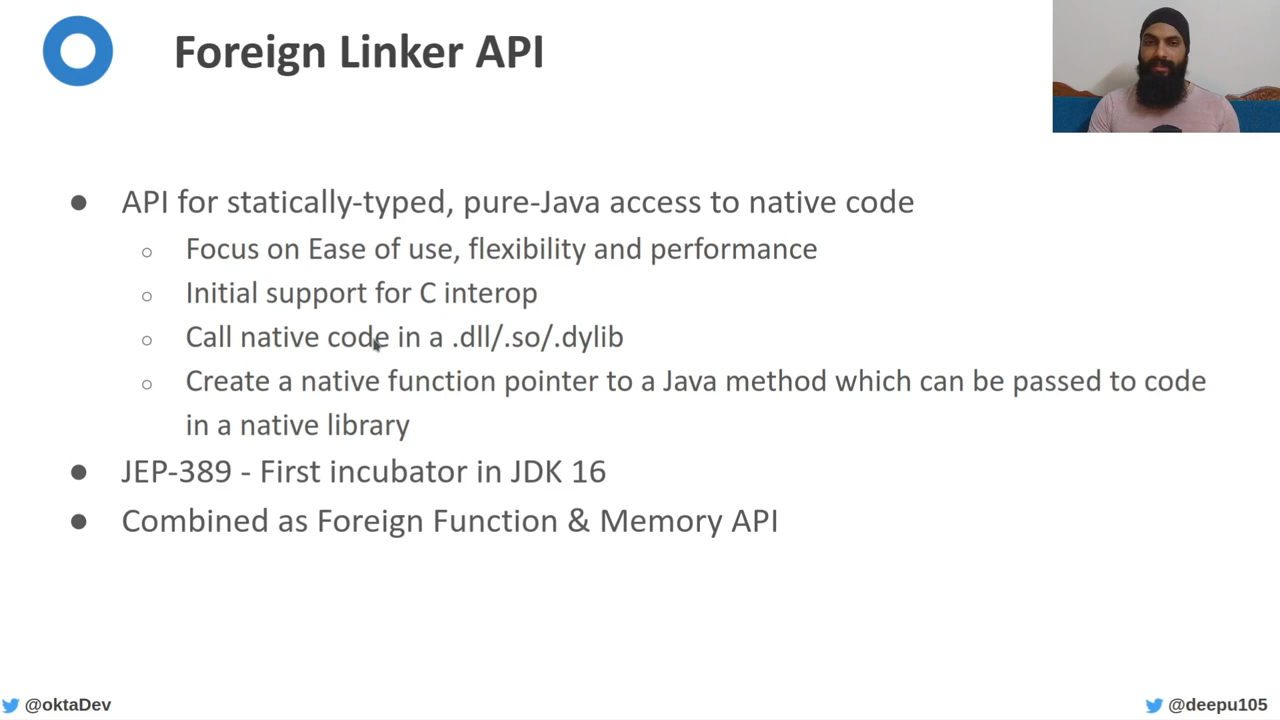 Foreign Linker API
● API for statically-typed, pure-Java access to native code
○ Focus on Ease of use, flexibility and performance
○ Initial support for C interop
○ Call native code in a .dll/.so/.dylib
○ Create a native function pointer to a Java method which can be passed to code
in a native library
● JEP-389 - First incubator in JDK 16
● Combined as Foreign Function & Memory API
@oktaDev
@deepu105